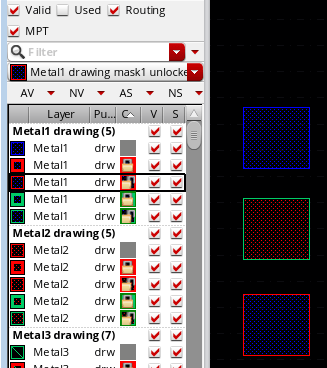 Valid Used Routing
MPT
Filter
Metal1 drawing mask1 unlocke
AV NV AS NS
Layer Pu... C V S
Metal1 drawing (5)
Metal1 drw
Metal1 drw
Metal1 drw
Metal1 drw
Metal1 drw
Metal2 drawing (5)
Metal2 drw
Metal2 drw
Metal2 drw
Metal2 drw
Metal2 drw
Metal3 drawing (7)
Metal3 drw